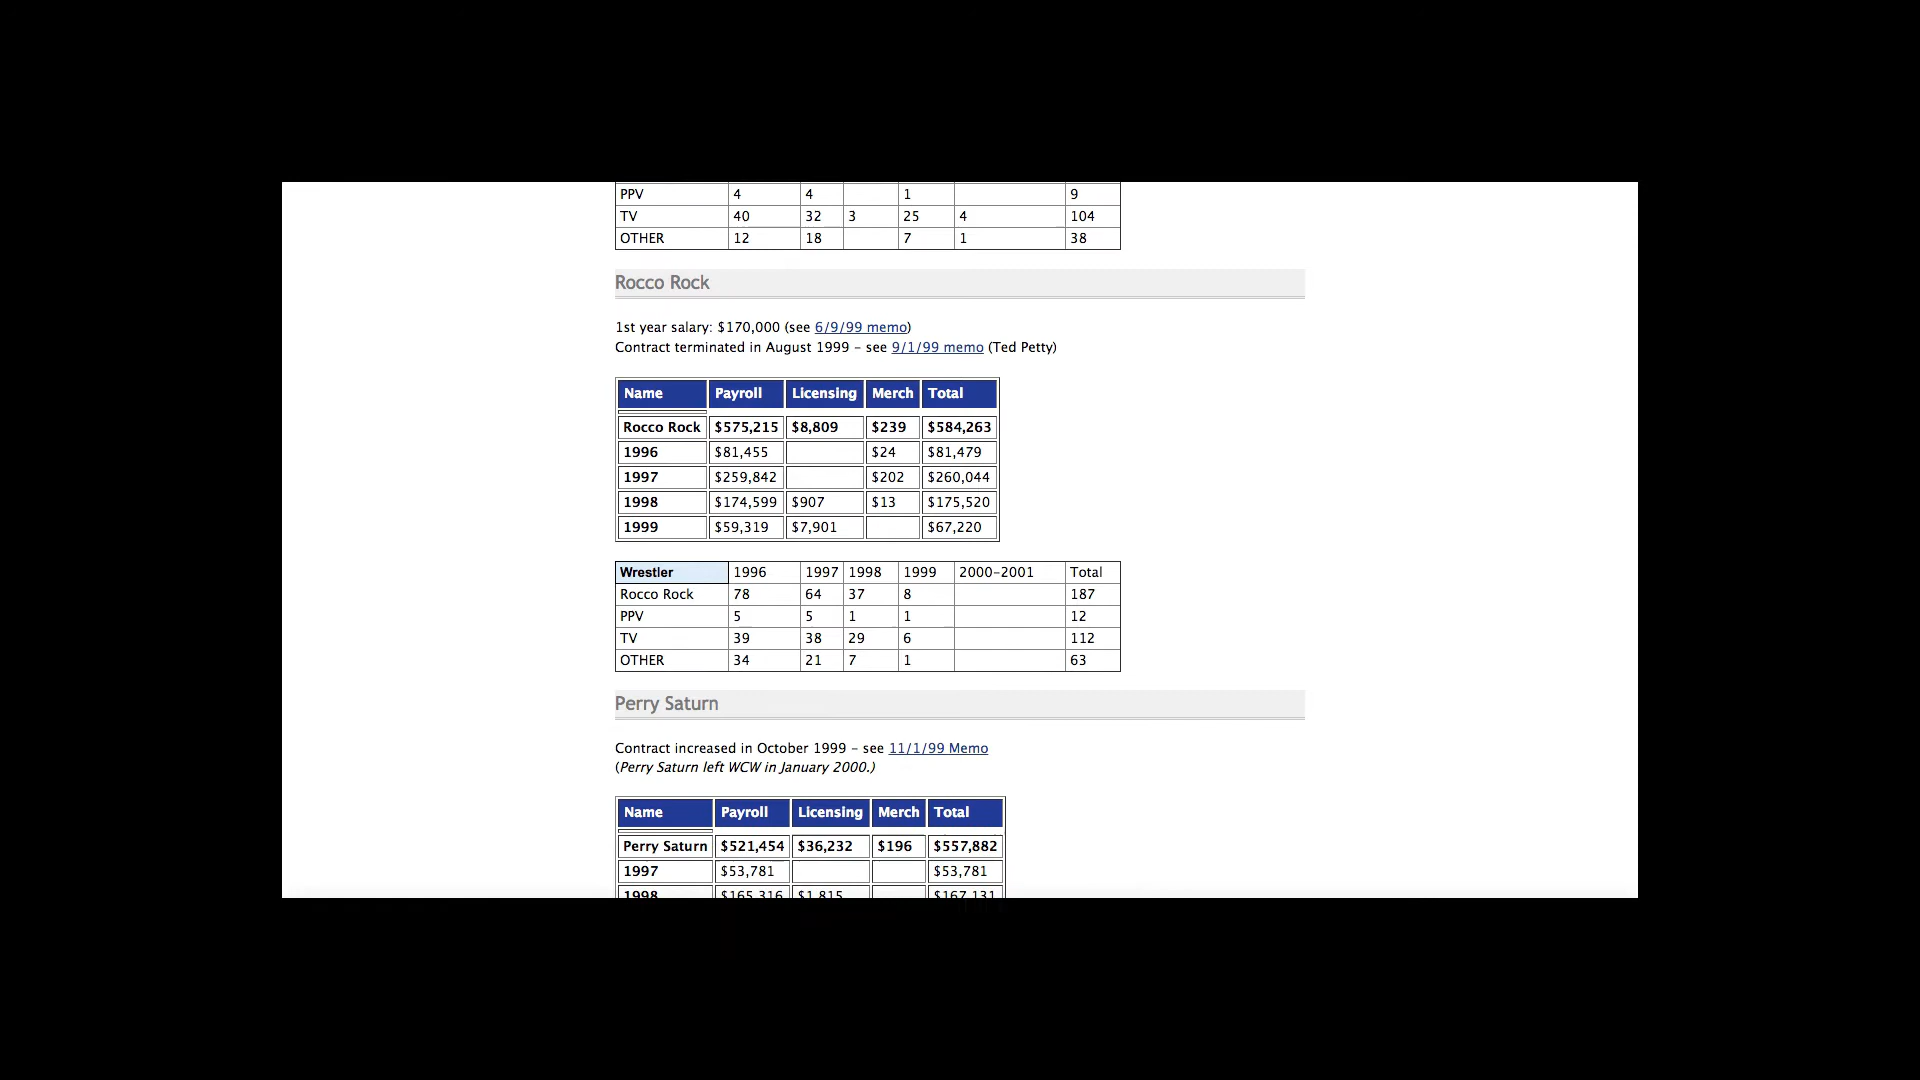 PPV 4 4 1 9
TV 40 32 3 25 4 104
OTHER 12 18 7 1 38
Rocco Rock
1st year salary: $170,000 (see 6/9/99 memo)
Contract terminated in August 1999 – see 9/1/99 memo (Ted Petty)
Name Payroll Licensing Merch Total
Rocco Rock $575,215 $8,809 $239 $584,263
1996 $81,455 $24 $81,479
1997 $259,842 $202 $260,044
1998 $174,599 $907 $13 $175,520
1999 $59,319 $7,901 $67,220
Wrestler 1996 1997 1998 1999 2000–2001 Total
Rocco Rock 78 64 37 8 187
PPV 5 5 1 1 12
TV 39 38 29 6 112
OTHER 34 21 7 1 63
Perry Saturn
Contract increased in October 1999 – see 11/1/99 Memo
(Perry Saturn left WCW in January 2000.)
Name Payroll Licensing Merch Total
Perry Saturn $521,454 $36,232 $196 $557,882
1997 $53,781 $53,781
1998 $165,316 $1,815 $167,131